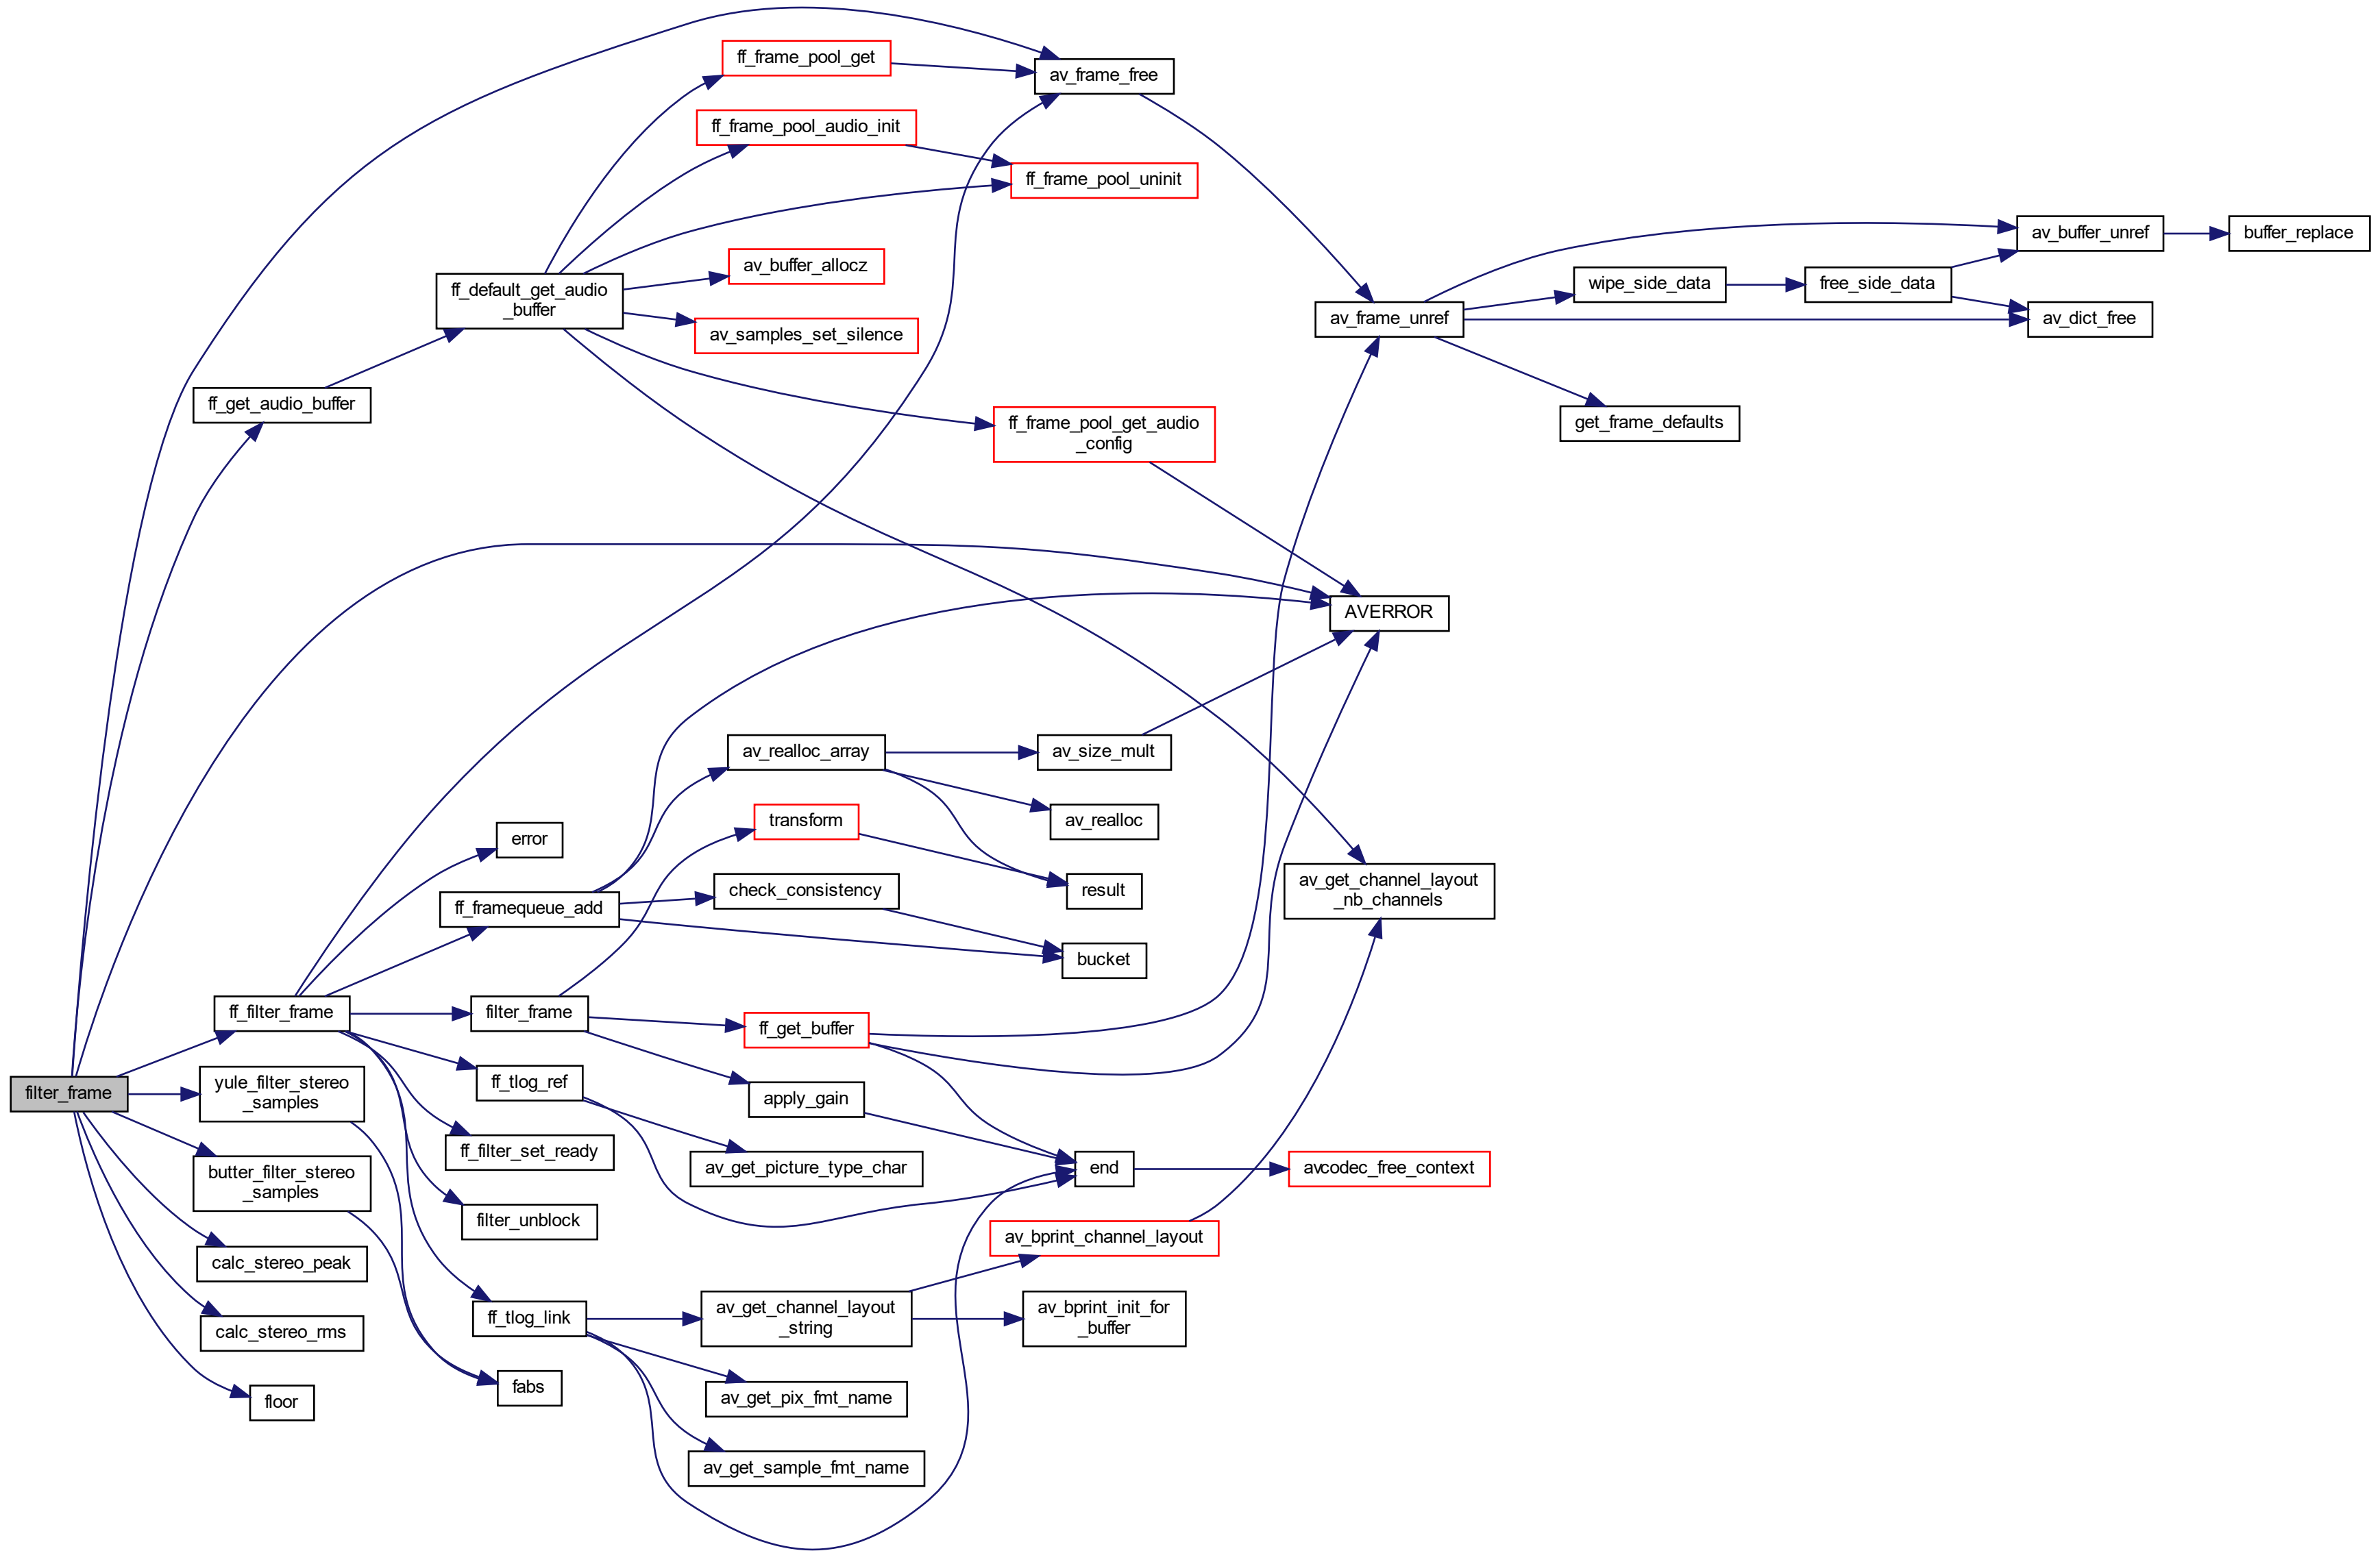 ff_frame_pool_get
av_frame_free
ff_frame_pool_audio_init
ff_frame_pool_uninit
av_buffer_unref
buffer_replace
av_buffer_allocz
wipe_side_data
free_side_data
ff_default_get_audio
_buffer
av_samples_set_silence
av_frame_unref
av_dict_free
ff_get_audio_buffer
ff_frame_pool_get_audio
_config
get_frame_defaults
AVERROR
av_realloc_array
av_size_mult
transform
av_realloc
error
check_consistency
result
av_get_channel_layout
_nb_channels
ff_framequeue_add
bucket
ff_filter_frame
filter_frame
ff_get_buffer
filter_frame
yule_filter_stereo
_samples
ff_tlog_ref
apply_gain
ff_filter_set_ready
av_get_picture_type_char
end
avcodec_free_context
butter_filter_stereo
_samples
filter_unblock
av_bprint_channel_layout
calc_stereo_peak
calc_stereo_rms
ff_tlog_link
av_get_channel_layout
_string
av_bprint_init_for
_buffer
floor
fabs
av_get_pix_fmt_name
av_get_sample_fmt_name